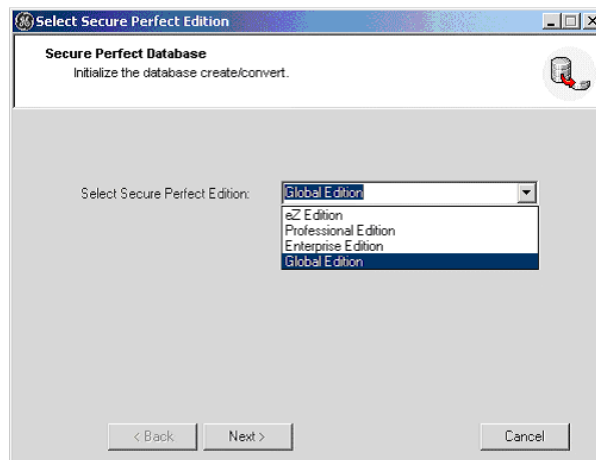 Select Secure Perfect Edition
Secure Perfect Database
Initialize the database create/convert.
Select Secure Perfect Edition:
Global Edition
eZ Edition
Professional Edition
Enterprise Edition
Global Edition
< Back
Next >
Cancel